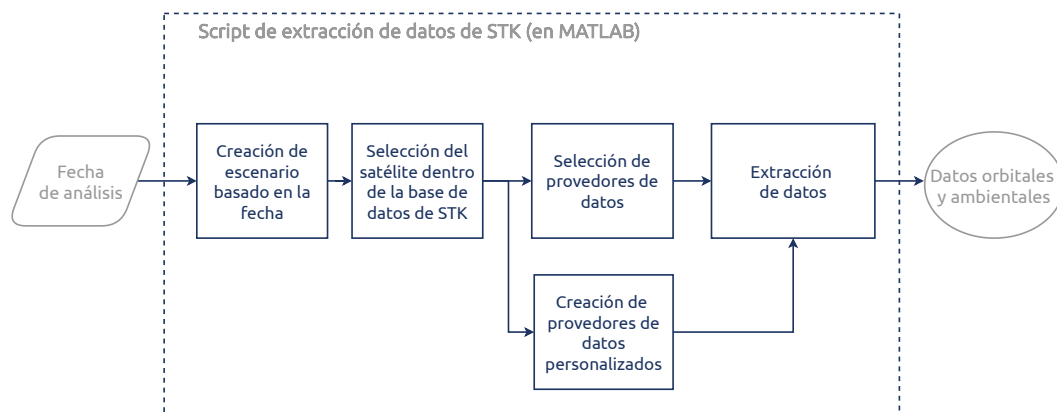 Script de extracción de datos de STK (en MATLAB)
Fecha
de análisis
Creación de
escenario
basado en la
fecha
Selección del
satélite dentro
de la base de
datos de STK
Selección de
provedores de
datos
Extracción
de datos
Datos orbitales
y ambientales
Creación de
provedores de
datos
personalizados